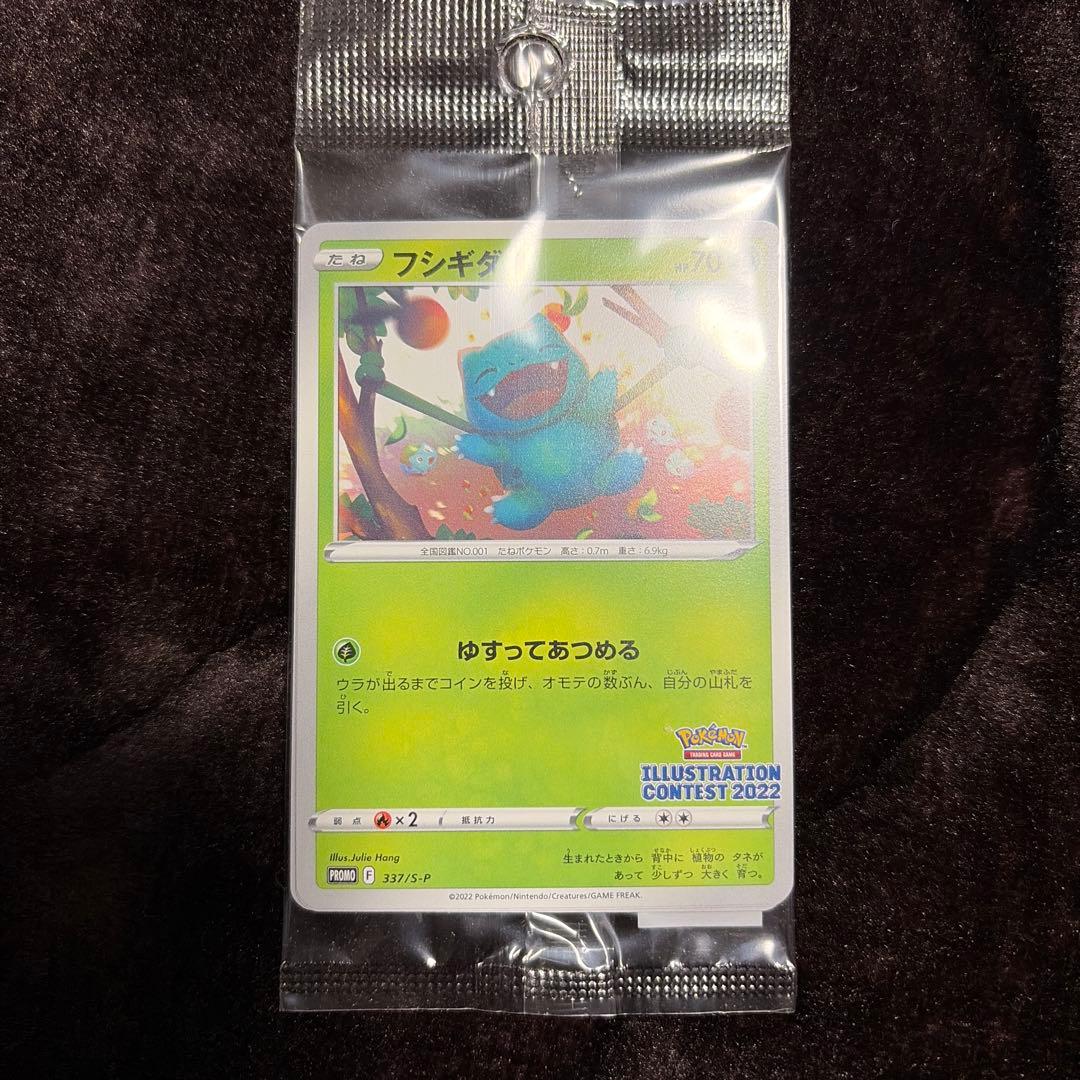 たね フシギダ HP70
全国図鑑NO.001 たねポケモン 高さ:0.7m 重さ:6.9kg
ゆすってあつめる
ウラが出るまでコインを投げ、オモテの数ぶん、自分の山札を
引く。
Pokémon
TRADING CARD GAME
ILLUSTRATION
CONTEST 2022
弱点 ×2 抵抗力 にげる
Illus.Julie Hang
生まれたときから 背中に 植物の タネが
あって 少しずつ 大きく 育つ。
PROMO F 337/S-P
©2022 Pokémon/Nintendo/Creatures/GAME FREAK.